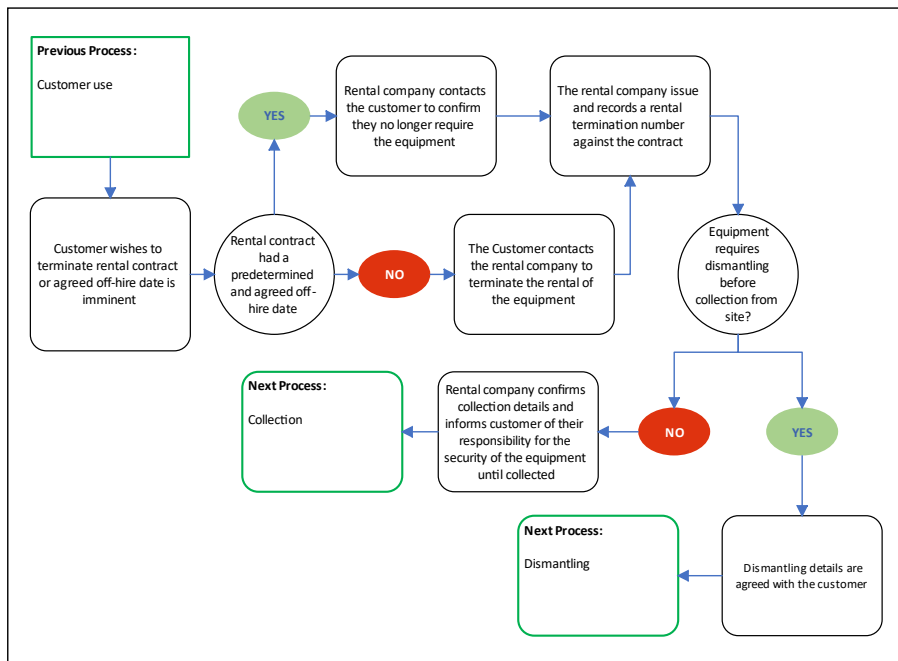 Previous Process:
Customer use
YES
Rental company contacts
the customer to confirm
they no longer require
the equipment
The rental company issue
and records a rental
termination number
against the contract
Customer wishes to
terminate rental contract
or agreed off-hire date is
imminent
Rental contract
had a
predetermined
and agreed off-
hire date
NO
The Customer contacts
the rental company to
terminate the rental of
the equipment
Equipment
requires
dismantling
before
collection from
site?
Next Process:
Collection
Rental company confirms
collection details and
informs customer of their
responsibility for the
security of the equipment
until collected
NO
YES
Next Process:
Dismantling
Dismantling details are
agreed with the customer